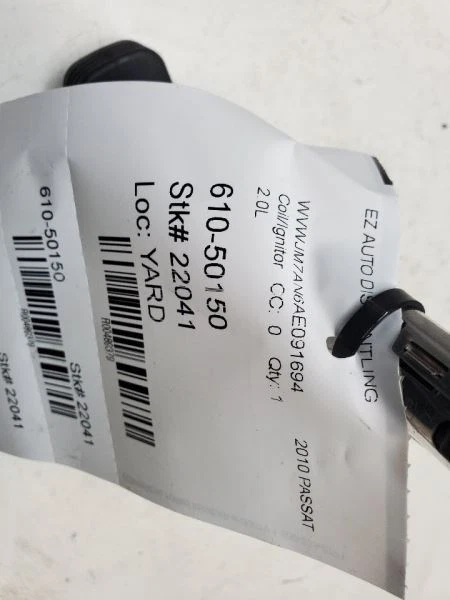 EZ AUTO DISMANTLING
WVWJM7AN6AE091694 2010 PASSAT
Coil/Ignitor CC: 0 Qty: 1
2.0L
610-50150
Stk# 22041
Loc: YARD
610-50150
Stk# 22041
Stk# 22041